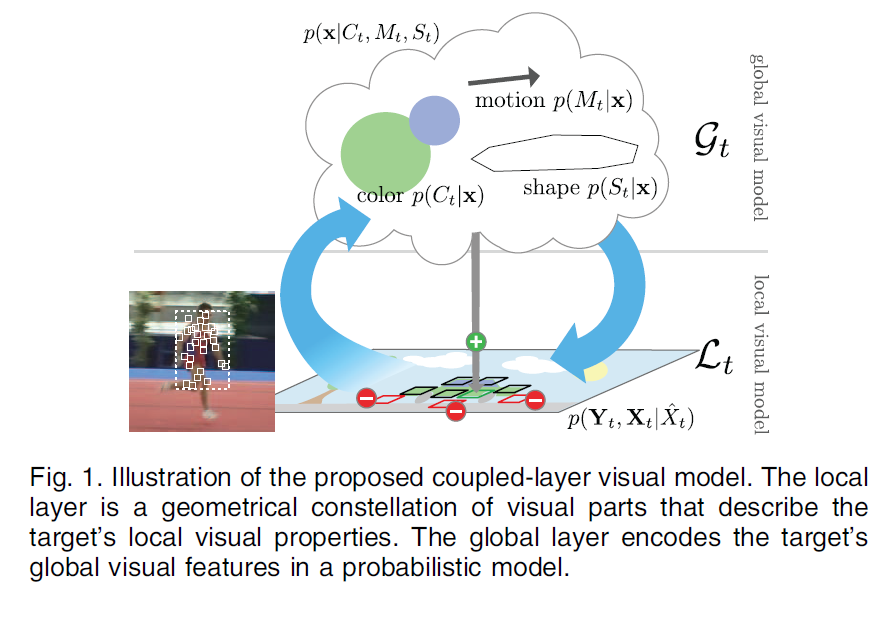 p(x|C_t, M_t, S_t)
motion p(M_t|x)
color p(C_t|x)
shape p(S_t|x)
𝒢_t
global visual model
ℒ_t
local visual model
p(Y_t, X_t|X̂_t)
Fig. 1. Illustration of the proposed coupled-layer visual model. The local
layer is a geometrical constellation of visual parts that describe the
target's local visual properties. The global layer encodes the target's
global visual features in a probabilistic model.